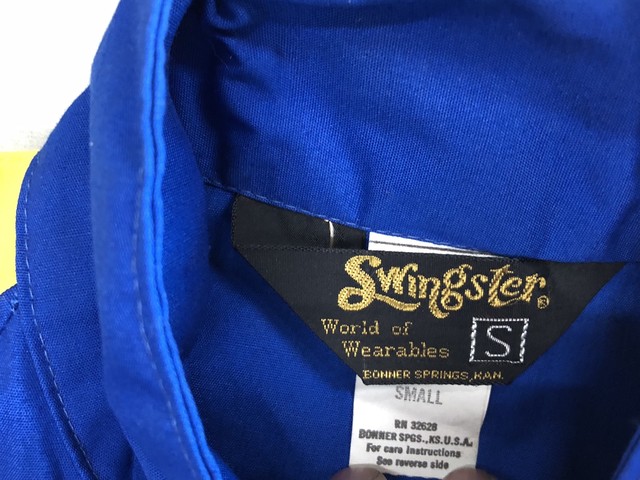 Swingster®
World of
Wearables
S
BONNER SPRINGS, KAN.
SMALL
RN 32628
BONNER SPGS., KS. U.S.A.
For care instructions
See reverse side